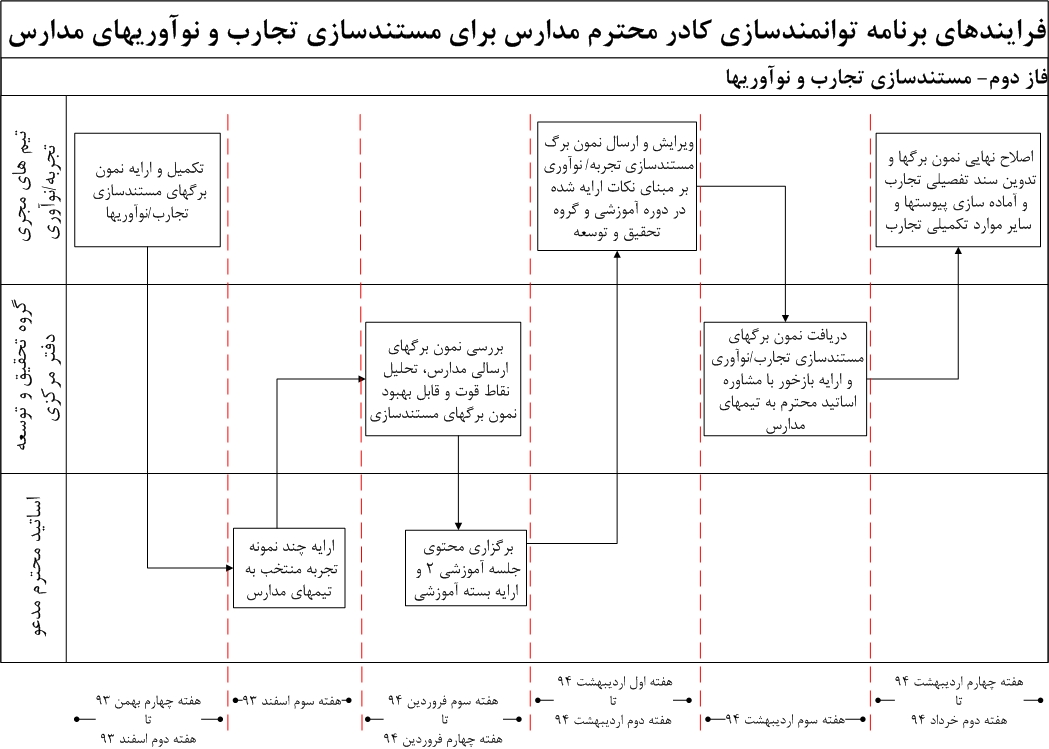 فرایندهای برنامه توانمندسازی کادر محترم مدارس برای مستندسازی تجارب و نوآوریهای مدارس
فاز دوم- مستندسازی تجارب و نوآوریها
تیم های مجری
تجربه/نوآوری
تکمیل و ارایه نمون
برگهای مستندسازی
تجارب/نوآوریها
ویرایش و ارسال نمون برگ
مستندسازی تجربه/نوآوری
بر مبنای نکات ارایه شده
در دوره آموزشی و گروه
تحقیق و توسعه
اصلاح نهایی نمون برگها و
تدوین سند تفصیلی تجارب
و آماده سازی پیوستها و
سایر موارد تکمیلی تجارب
گروه تحقیق و توسعه
دفتر مرکزی
بررسی نمون برگهای
ارسالی مدارس، تحلیل
نقاط قوت و قابل بهبود
نمون برگهای مستندسازی
دریافت نمون برگهای
مستندسازی تجارب/نوآوری
و ارایه بازخور با مشاوره
اساتید محترم به تیمهای
مدارس
اساتید محترم مدعو
ارایه چند نمونه
تجربه منتخب به
تیمهای مدارس
برگزاری محتوی
جلسه آموزشی ۲ و
ارایه بسته آموزشی
هفته چهارم بهمن ۹۳
تا
هفته دوم اسفند ۹۳
هفته سوم اسفند ۹۳
هفته سوم فروردین ۹۴
تا
هفته چهارم فروردین ۹۴
هفته اول اردیبهشت ۹۴
تا
هفته دوم اردیبهشت ۹۴
هفته سوم اردیبهشت ۹۴
هفته چهارم اردیبهشت ۹۴
تا
هفته دوم خرداد ۹۴